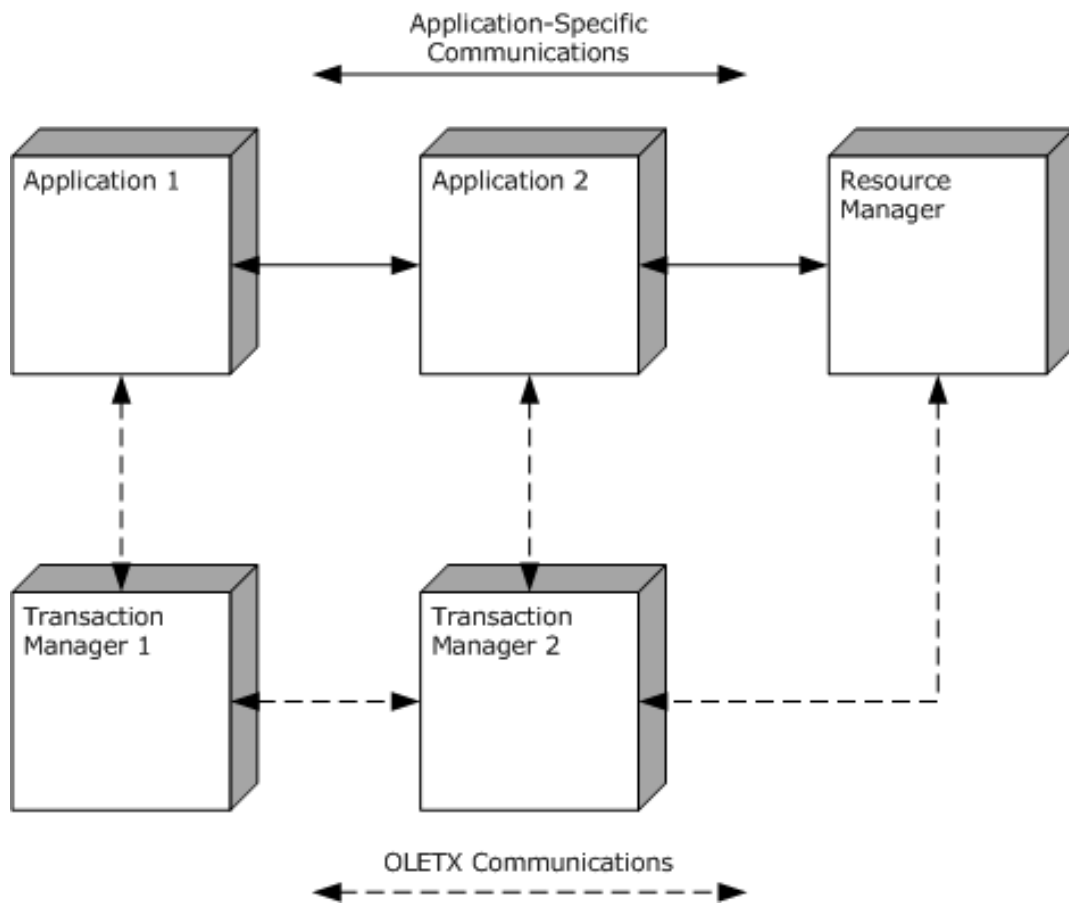 Application-Specific
Communications
Application 1
Application 2
Resource
Manager
Transaction
Manager 1
Transaction
Manager 2
OLETX Communications